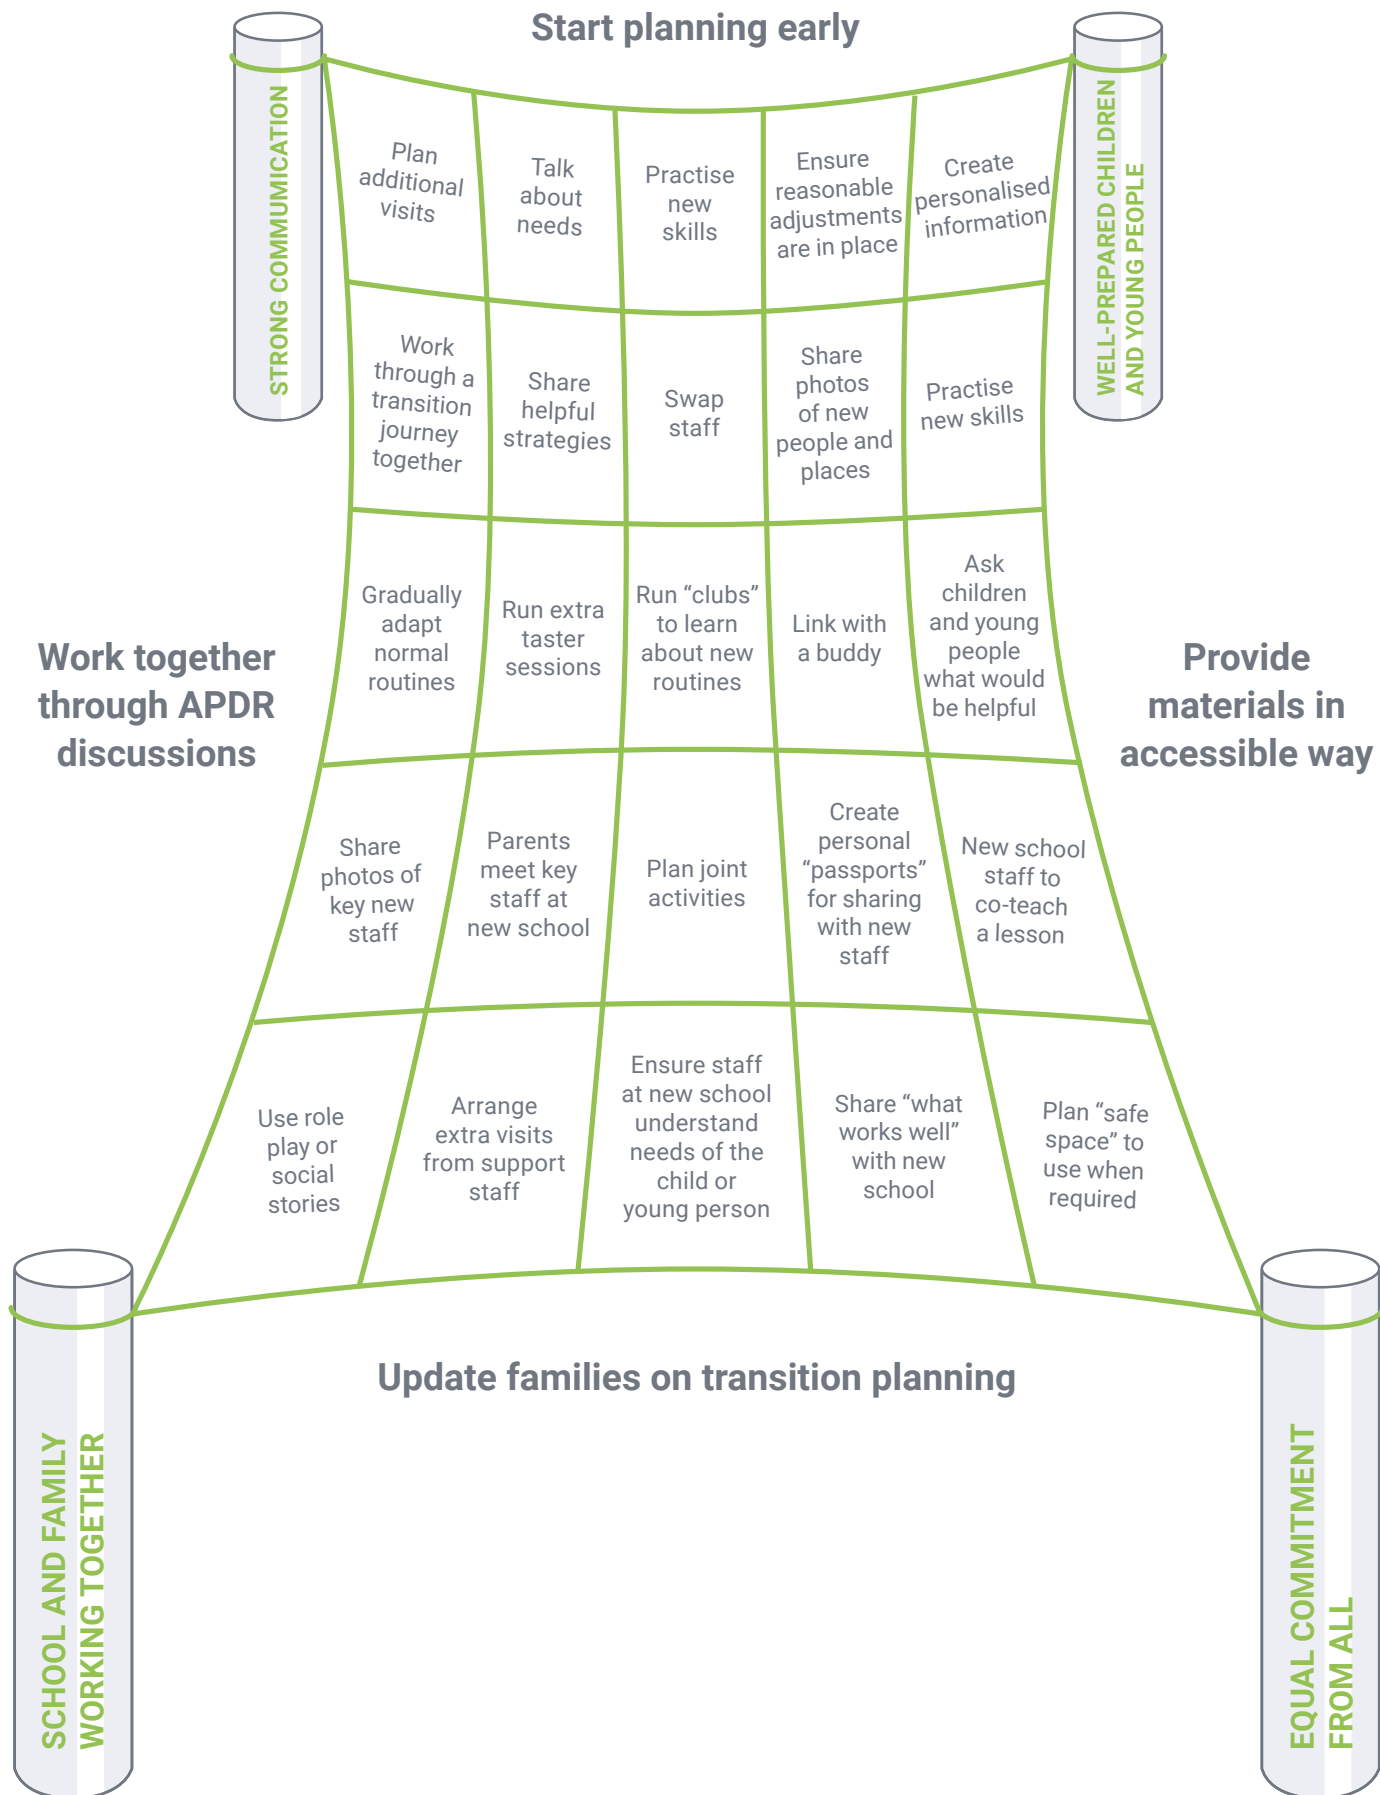 Start planning early
STRONG COMMUMICATION
WELL-PREPARED CHILDREN
AND YOUNG PEOPLE
Plan
additional
visits
Talk
about
needs
Practise
new
skills
Ensure
reasonable
adjustments
are in place
Create
personalised
information
Work
through a
transition
journey
together
Share
helpful
strategies
Swap
staff
Share
photos
of new
people and
places
Practise
new skills
Work together
through APDR
discussions
Gradually
adapt
normal
routines
Run extra
taster
sessions
Run “clubs”
to learn
about new
routines
Link with
a buddy
Ask
children
and young
people
what would
be helpful
Provide
materials in
accessible way
Share
photos of
key new
staff
Parents
meet key
staff at
new school
Plan joint
activities
Create
personal
“passports”
for sharing
with new
staff
New school
staff to
co-teach
a lesson
Use role
play or
social
stories
Arrange
extra visits
from support
staff
Ensure staff
at new school
understand
needs of the
child or
young person
Share “what
works well”
with new
school
Plan “safe
space” to
use when
required
Update families on transition planning
SCHOOL AND FAMILY
WORKING TOGETHER
EQUAL COMMITMENT
FROM ALL